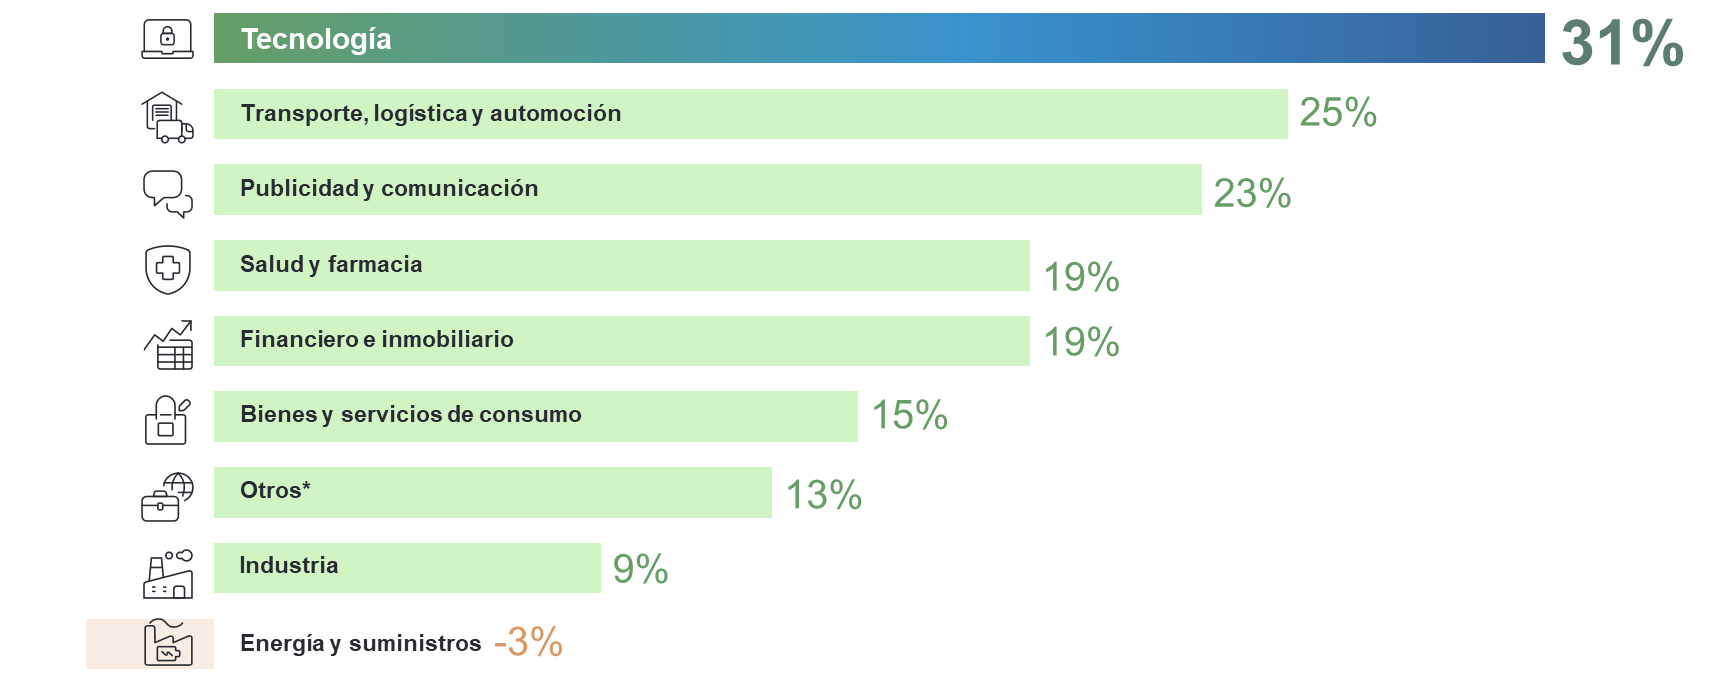 Tecnología 31%
Transporte, logística y automoción 25%
Publicidad y comunicación 23%
Salud y farmacia 19%
Financiero e inmobiliario 19%
Bienes y servicios de consumo 15%
Otros* 13%
Industria 9%
Energía y suministros -3%